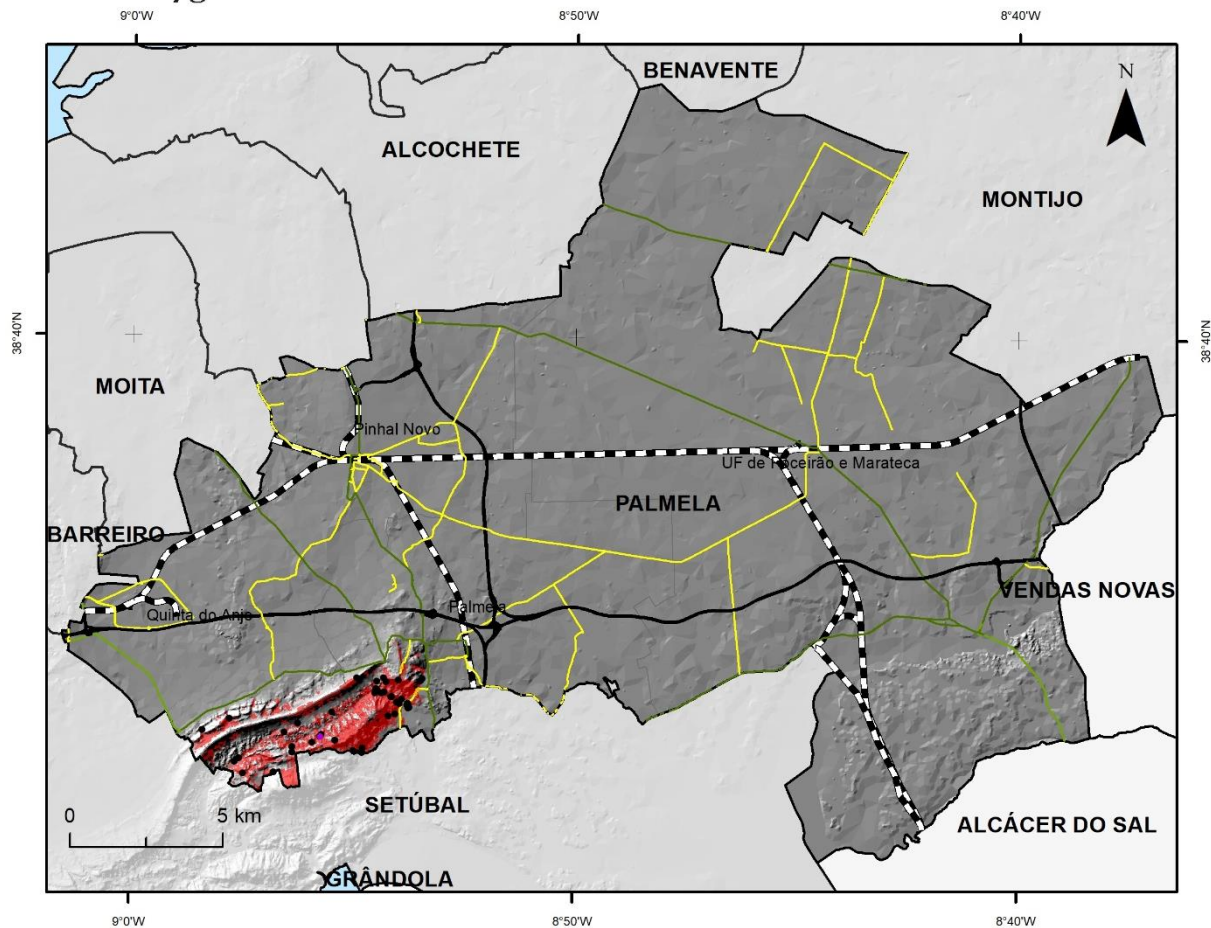 9°0'W 8°50'W 8°40'W
BENAVENTE
N
ALCOCHETE
MONTIJO
38°40'N 38°40'N
MOITA
Pinhal Novo
UF de Poceirão e Marateca
PALMELA
BARREIRO
VENDAS NOVAS
Quinta do Anjo Palmela
SETÚBAL
0 5 km
ALCÁCER DO SAL
GRÂNDOLA
9°0'W 8°50'W 8°40'W